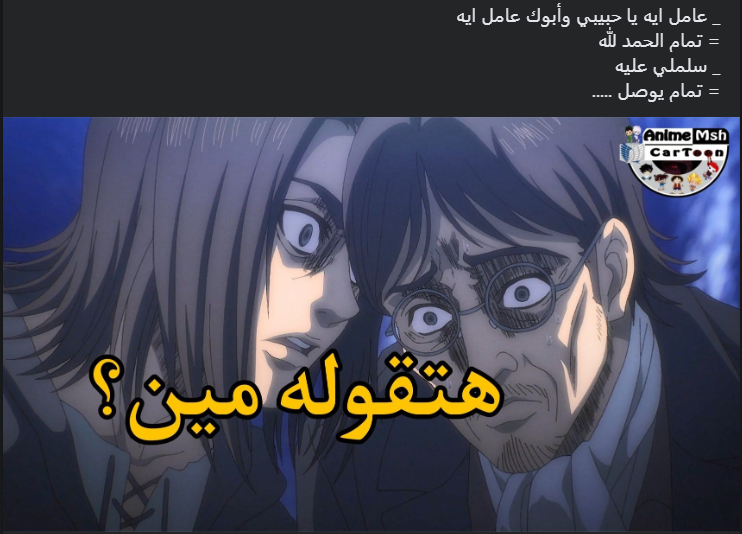 _ عامل ايه يا حبيبي وأبوك عامل ايه
= تمام الحمد لله
_ سلملي عليه
= تمام يوصل .....
Anime Msh
CarToon
هتقوله مين؟